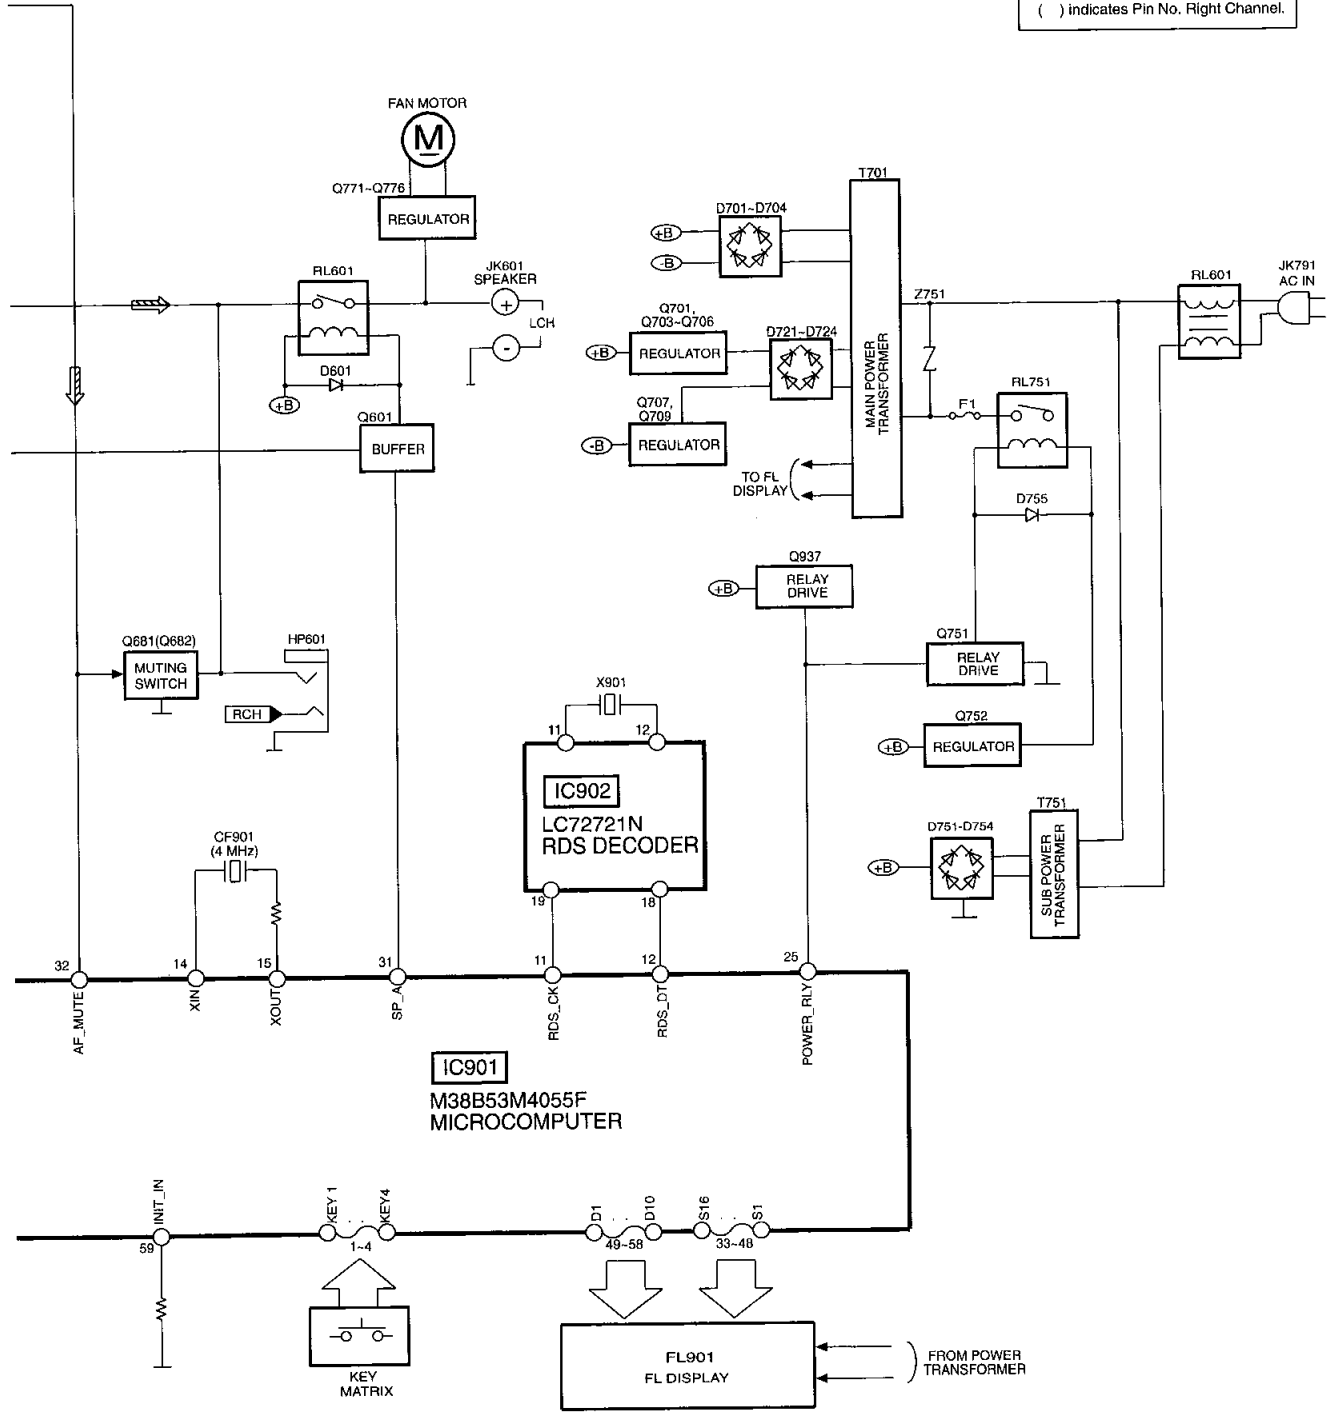 ( ) indicates Pin No. Right Channel.
FAN MOTOR
M
Q771~Q776
REGULATOR
RL601
JK601
SPEAKER
+
LCH
-
D601
+B
Q601
BUFFER
T701
MAIN POWER
TRANSFORMER
D701~D704
+B
-B
Q701,
Q703~Q706
+B
REGULATOR
D721~D724
Q707,
Q709
-B
REGULATOR
TO FL
DISPLAY
Z751
RL601
JK791
AC IN
F1
RL751
D755
Q937
+B
RELAY
DRIVE
Q751
RELAY
DRIVE
Q752
+B
REGULATOR
T751
D751-D754
+B
SUB POWER
TRANSFORMER
Q681(Q682)
MUTING
SWITCH
HP601
RCH
X901
11
12
IC902
LC72721N
RDS DECODER
19
18
CF901
(4 MHz)
32
14
15
31
11
12
25
AF_MUTE
XIN
XOUT
SP_A
RDS_CK
RDS_DT
POWER_RLY
IC901
M38B53M4055F
MICROCOMPUTER
INIT_IN
KEY 1
. .
KEY4
D1
. .
D10
S16
. .
S1
59
1~4
49~58
33~48
KEY
MATRIX
FL901
FL DISPLAY
FROM POWER
TRANSFORMER